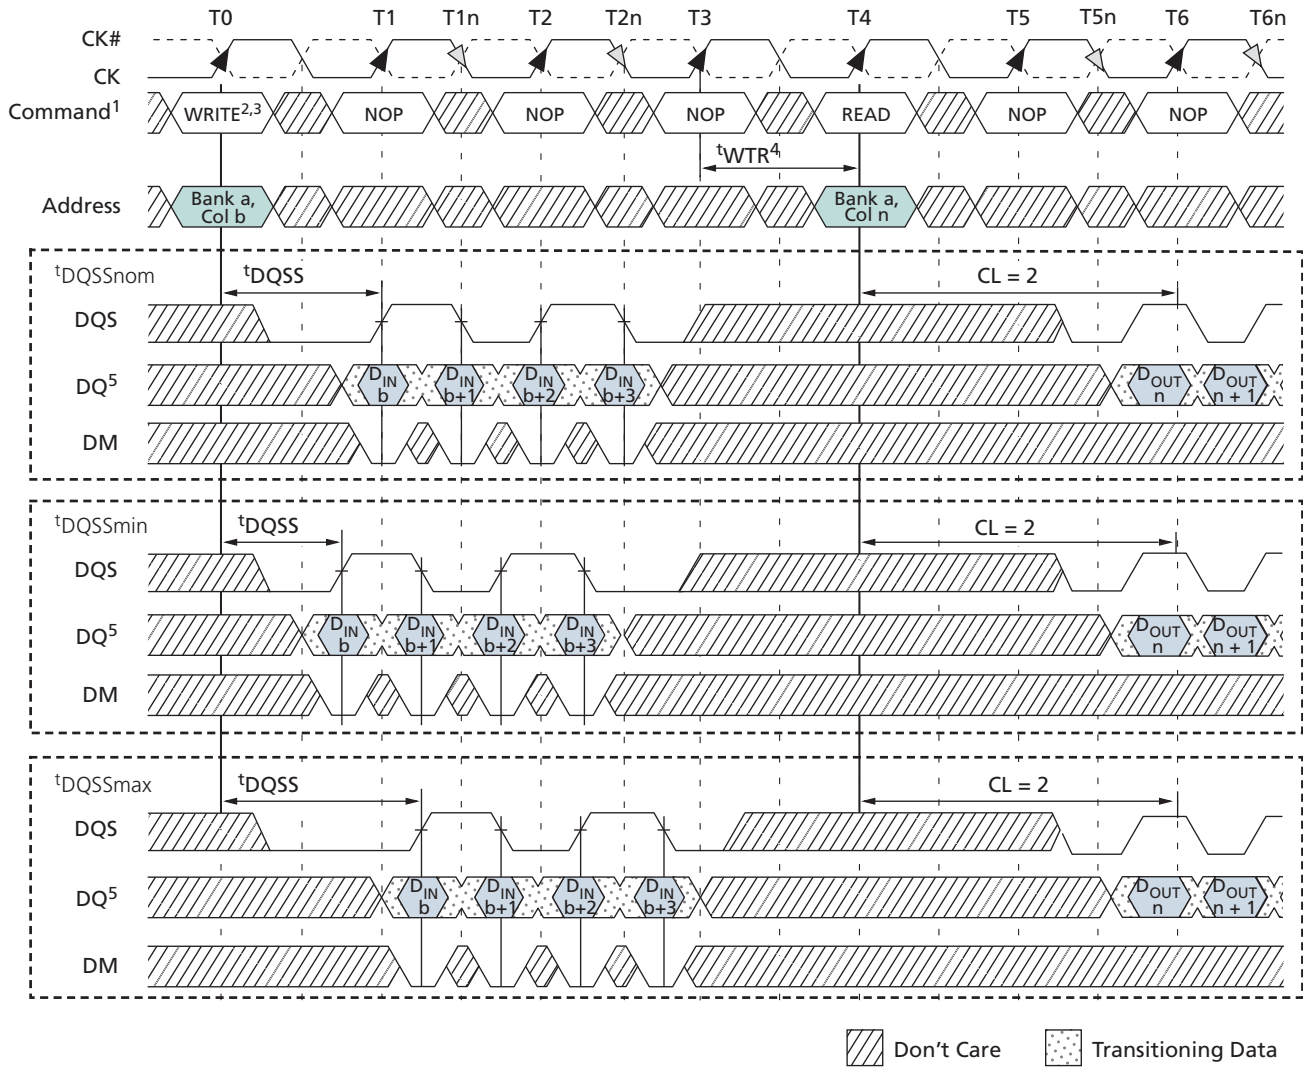 T0 T1 T1n T2 T2n T3 T4 T5 T5n T6 T6n
CK#
CK
Command1 WRITE2,3 NOP NOP NOP READ NOP NOP
tWTR4
Address Bank a, Col b Bank a, Col n
tDQSSnom tDQSS CL = 2
DQS
DQ5 DIN b DIN b+1 DIN b+2 DIN b+3 DOUT n DOUT n + 1
DM
tDQSSmin tDQSS CL = 2
DQS
DQ5 DIN b DIN b+1 DIN b+2 DIN b+3 DOUT n DOUT n + 1
DM
tDQSSmax tDQSS CL = 2
DQS
DQ5 DIN b DIN b+1 DIN b+2 DIN b+3 DOUT n DOUT n + 1
DM
Don't Care Transitioning Data